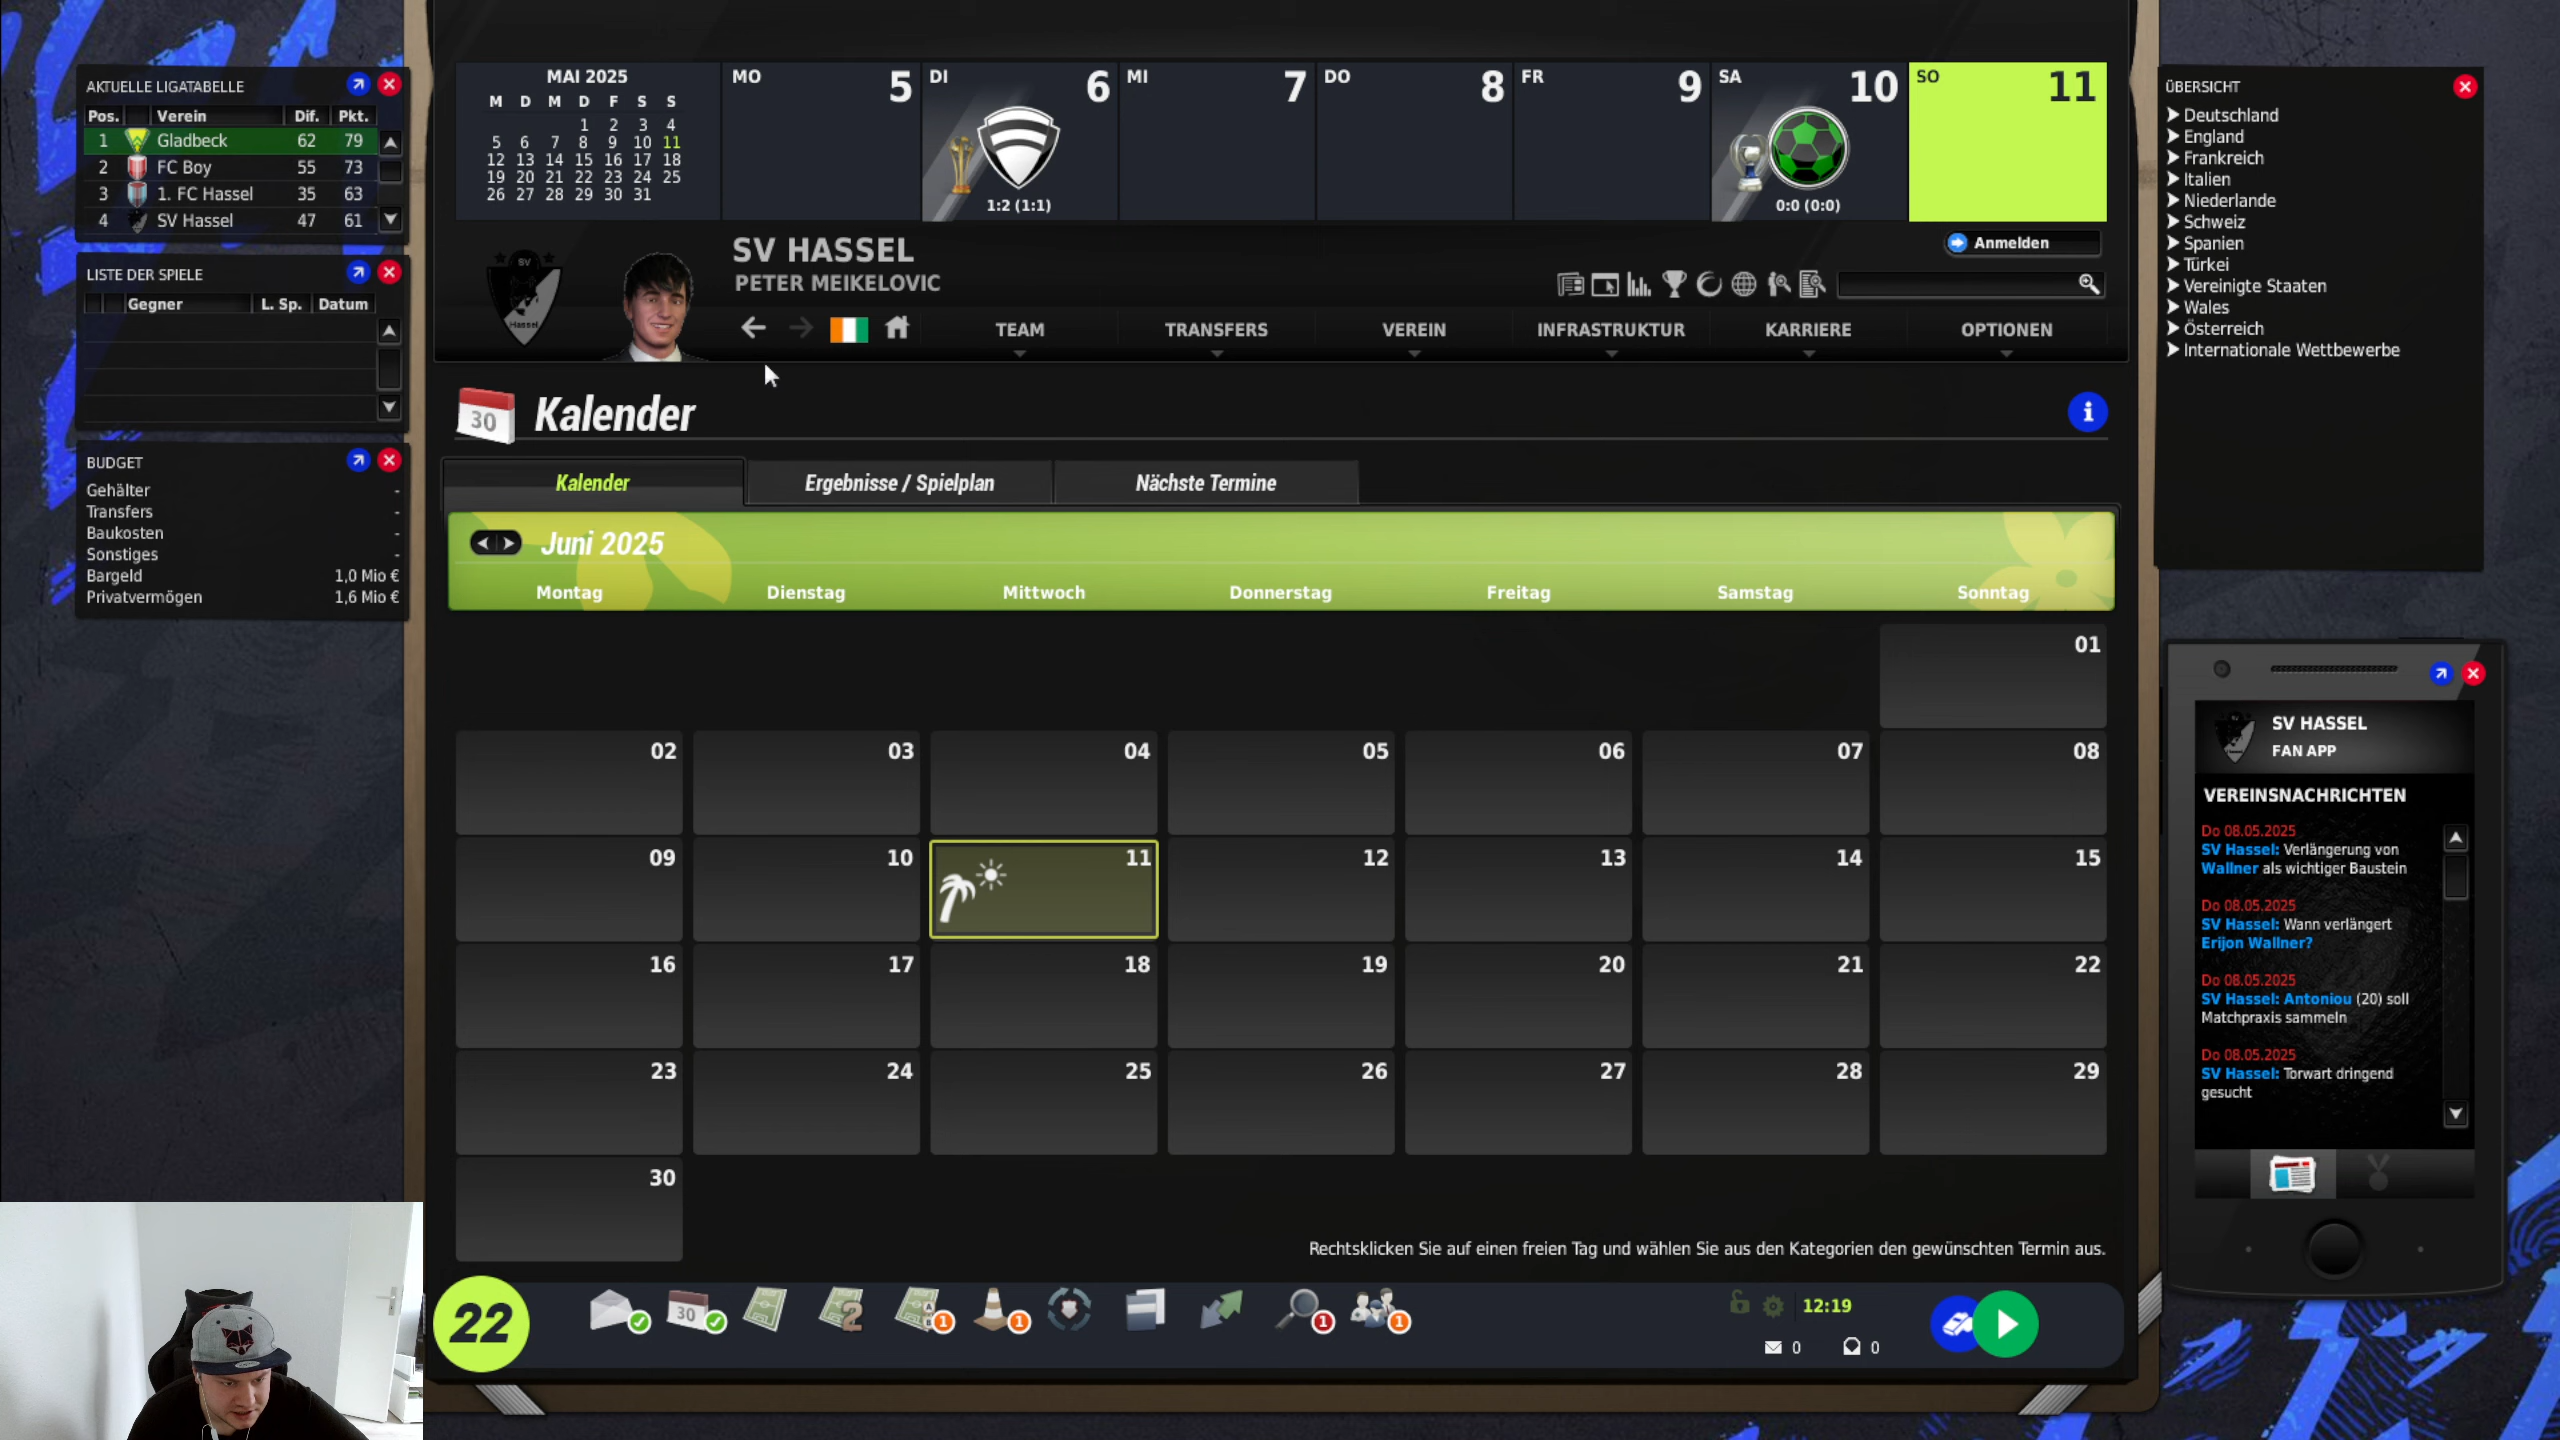 AKTUELLE LIGATABELLE
Pos. Verein Dif. Pkt.
1 Gladbeck 62 79
2 FC Boy 55 73
3 1. FC Hassel 35 63
4 SV Hassel 47 61
LISTE DER SPIELE
Gegner L. Sp. Datum
BUDGET
Gehälter -
Transfers -
Baukosten -
Sonstiges -
Bargeld 1,0 Mio €
Privatvermögen 1,6 Mio €
MAI 2025
M D M D F S S
1 2 3 4
5 6 7 8 9 10 11
12 13 14 15 16 17 18
19 20 21 22 23 24 25
26 27 28 29 30 31
MO 5
DI 6
1:2 (1:1)
MI 7
DO 8
FR 9
SA 10
0:0 (0:0)
SO 11
SV
Hassel
SV HASSEL
PETER MEIKELOVIC
Anmelden
TEAM
TRANSFERS
VEREIN
INFRASTRUKTUR
KARRIERE
OPTIONEN
30
Kalender
i
Kalender
Ergebnisse / Spielplan
Nächste Termine
Juni 2025
Montag Dienstag Mittwoch Donnerstag Freitag Samstag Sonntag
01
02 03 04 05 06 07 08
09 10 11 12 13 14 15
16 17 18 19 20 21 22
23 24 25 26 27 28 29
30
Rechtsklicken Sie auf einen freien Tag und wählen Sie aus den Kategorien den gewünschten Termin aus.
22
30
2
1
1
1
1
12:19
0
0
ÜBERSICHT
Deutschland
England
Frankreich
Italien
Niederlande
Schweiz
Spanien
Türkei
Vereinigte Staaten
Wales
Österreich
Internationale Wettbewerbe
SV HASSEL
FAN APP
VEREINSNACHRICHTEN
Do 08.05.2025
SV Hassel: Verlängerung von
Wallner als wichtiger Baustein
Do 08.05.2025
SV Hassel: Wann verlängert
Erijon Wallner?
Do 08.05.2025
SV Hassel: Antoniou (20) soll
Matchpraxis sammeln
Do 08.05.2025
SV Hassel: Torwart dringend
gesucht